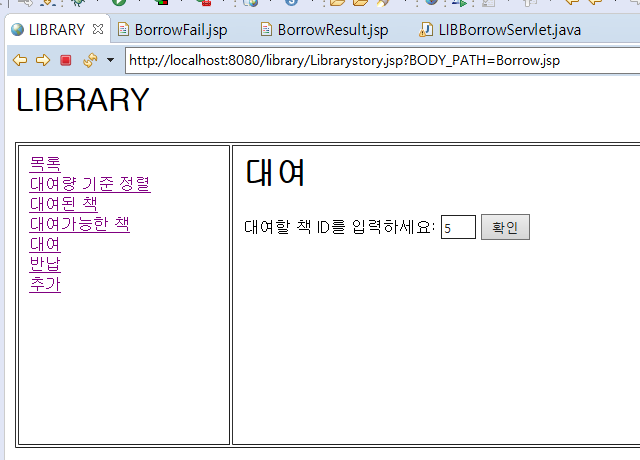 LIBRARY BorrowFail.jsp BorrowResult.jsp LIBBorrowServlet.java
http://localhost:8080/library/Librarystory.jsp?BODY_PATH=Borrow.jsp
LIBRARY
목록
대여량 기준 정렬
대여된 책
대여가능한 책
대여
반납
추가
대여
대여할 책 ID를 입력하세요: 5 확인